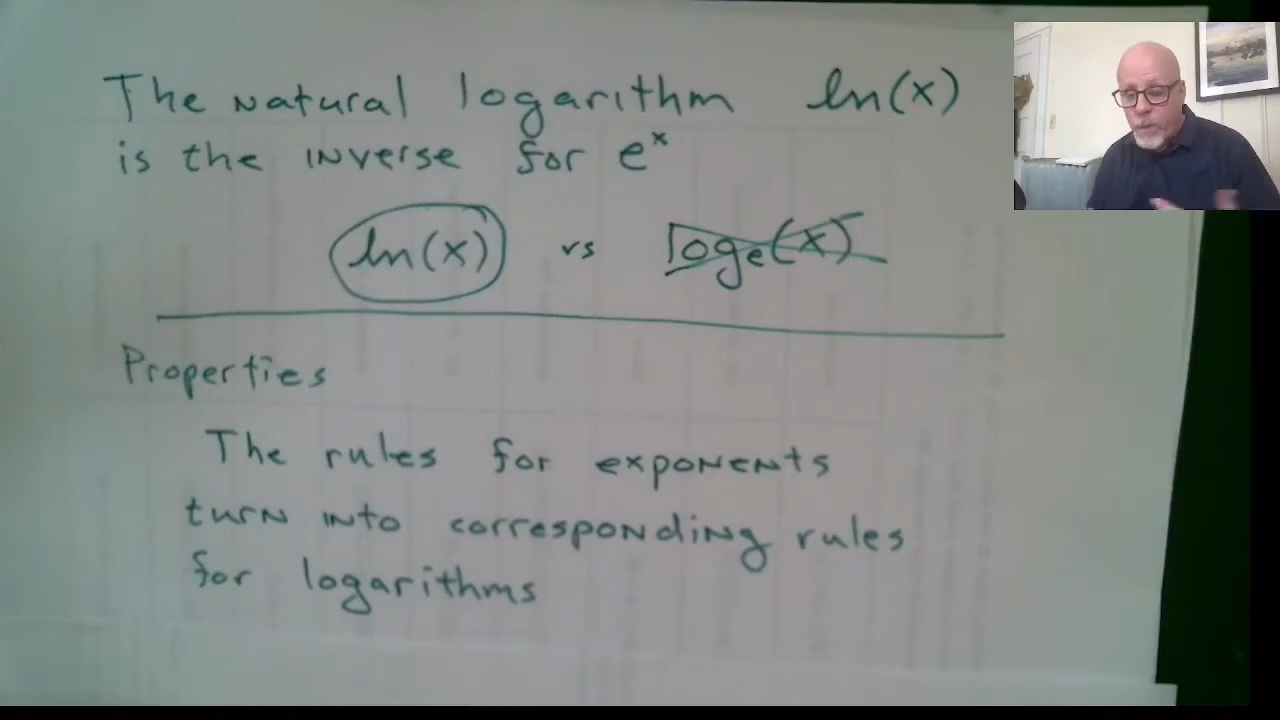 The natural logarithm ln(x)
is the inverse for e^x
ln(x) vs log_e(x)
Properties
The rules for exponents
turn into corresponding rules
for logarithms